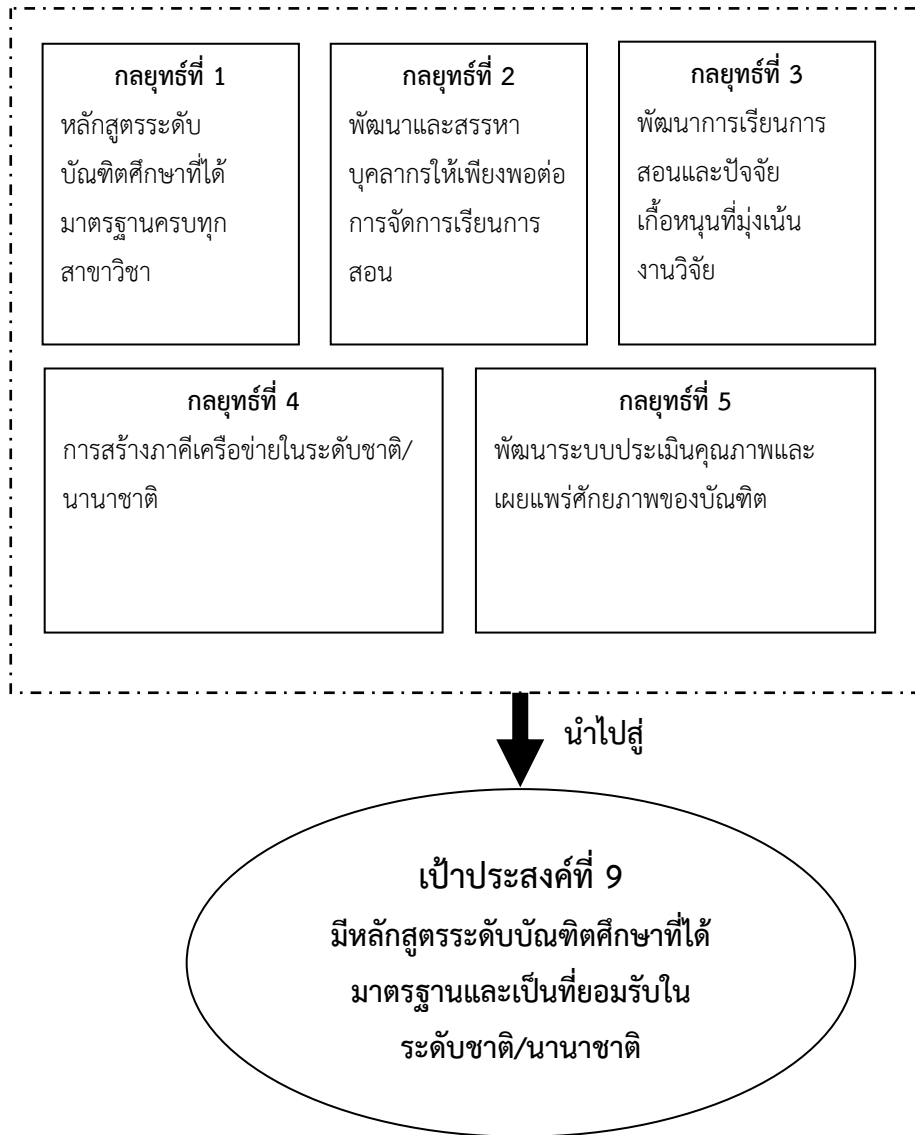 กลยุทธ์ที่ 1
หลักสูตรระดับ
บัณฑิตศึกษาที่ได้
มาตรฐานครบทุก
สาขาวิชา
กลยุทธ์ที่ 2
พัฒนาและสรรหา
บุคลากรให้เพียงพอต่อ
การจัดการเรียนการ
สอน
กลยุทธ์ที่ 3
พัฒนาการเรียนการ
สอนและปัจจัย
เกื้อหนุนที่มุ่งเน้น
งานวิจัย
กลยุทธ์ที่ 4
การสร้างภาคีเครือข่ายในระดับชาติ/
นานาชาติ
กลยุทธ์ที่ 5
พัฒนาระบบประเมินคุณภาพและ
เผยแพร่ศักยภาพของบัณฑิต
นำไปสู่
เป้าประสงค์ที่ 9
มีหลักสูตรระดับบัณฑิตศึกษาที่ได้
มาตรฐานและเป็นที่ยอมรับใน
ระดับชาติ/นานาชาติ